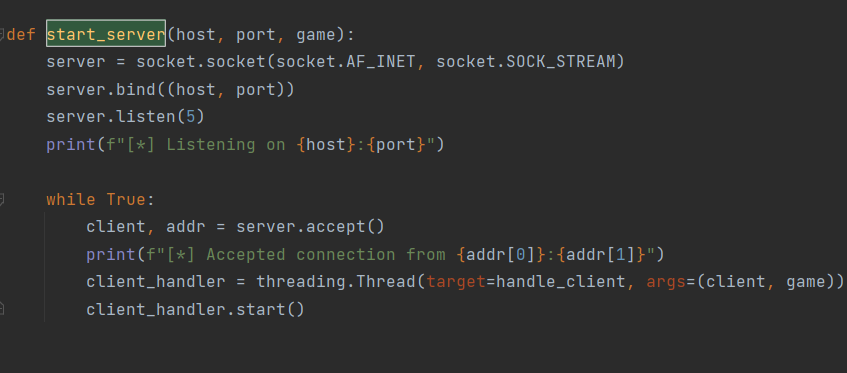 def start_server(host, port, game):
    server = socket.socket(socket.AF_INET, socket.SOCK_STREAM)
    server.bind((host, port))
    server.listen(5)
    print(f"[*] Listening on {host}:{port}")

    while True:
        client, addr = server.accept()
        print(f"[*] Accepted connection from {addr[0]}:{addr[1]}")
        client_handler = threading.Thread(target=handle_client, args=(client, game))
        client_handler.start()